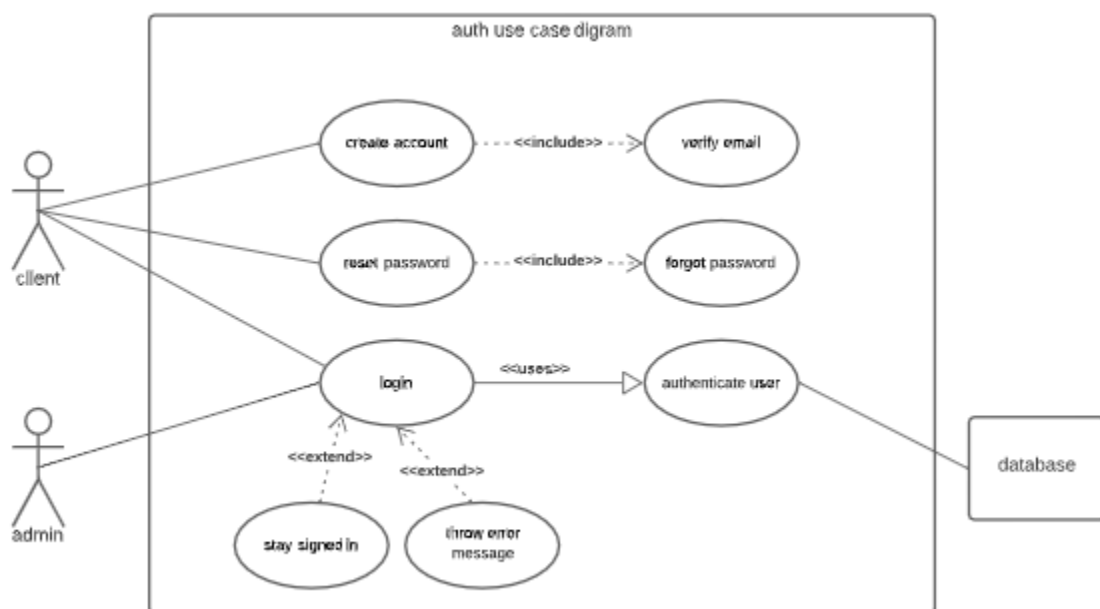 auth use case digram
create account
<<include>>
verify email
client
reset password
<<include>>
forgot password
login
<<uses>>
authenticate user
<<extend>>
<<extend>>
database
admin
stay signed in
throw error
message